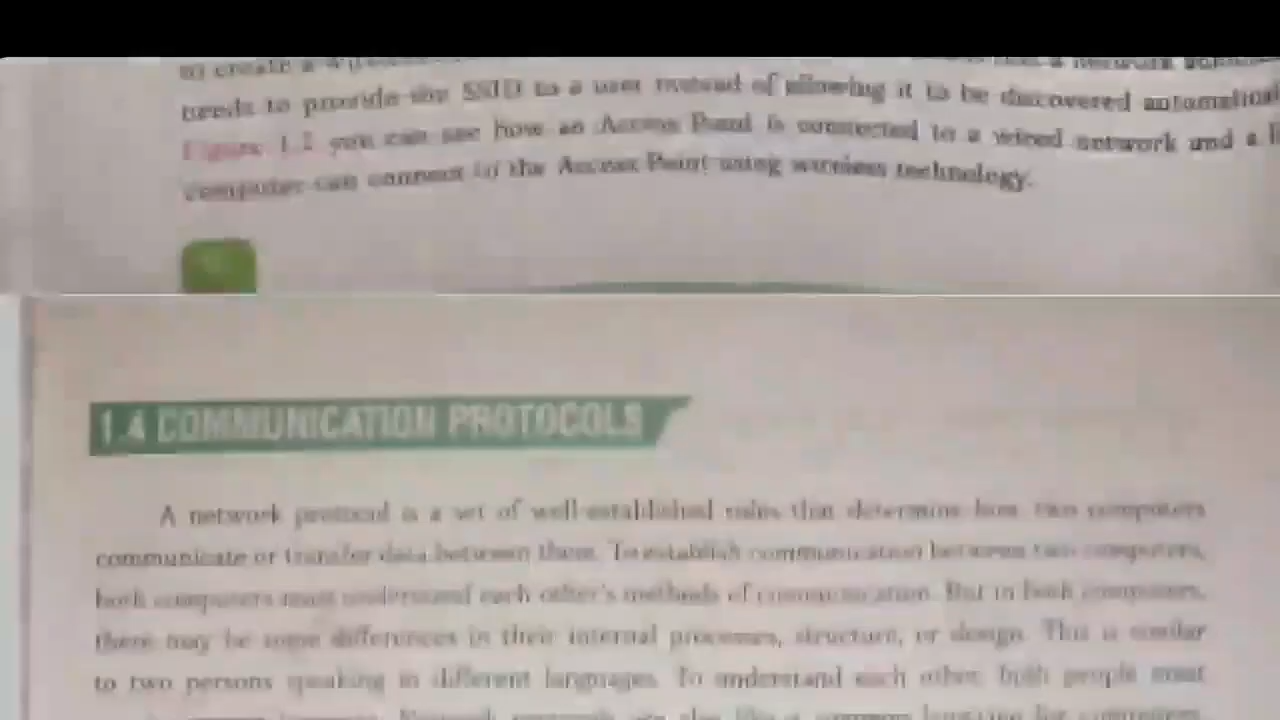 to create a
needs to provide the SSID to a user instead of allowing it to be discovered
Figure 1.2 you can see how an Access Point is connected to a wired network and a
computer can connect to the Access Point using wireless technology.
1.4 COMMUNICATION PROTOCOLS
A network protocol is a set of well-established rules that determine how two computers
communicate or transfer data between them. To establish communication between two computers,
both computers must understand each other's methods of communication. But in both computers,
there may be some differences in their internal processes, structure, or design. This is similar
to two persons speaking in different languages. To understand each other, both people must